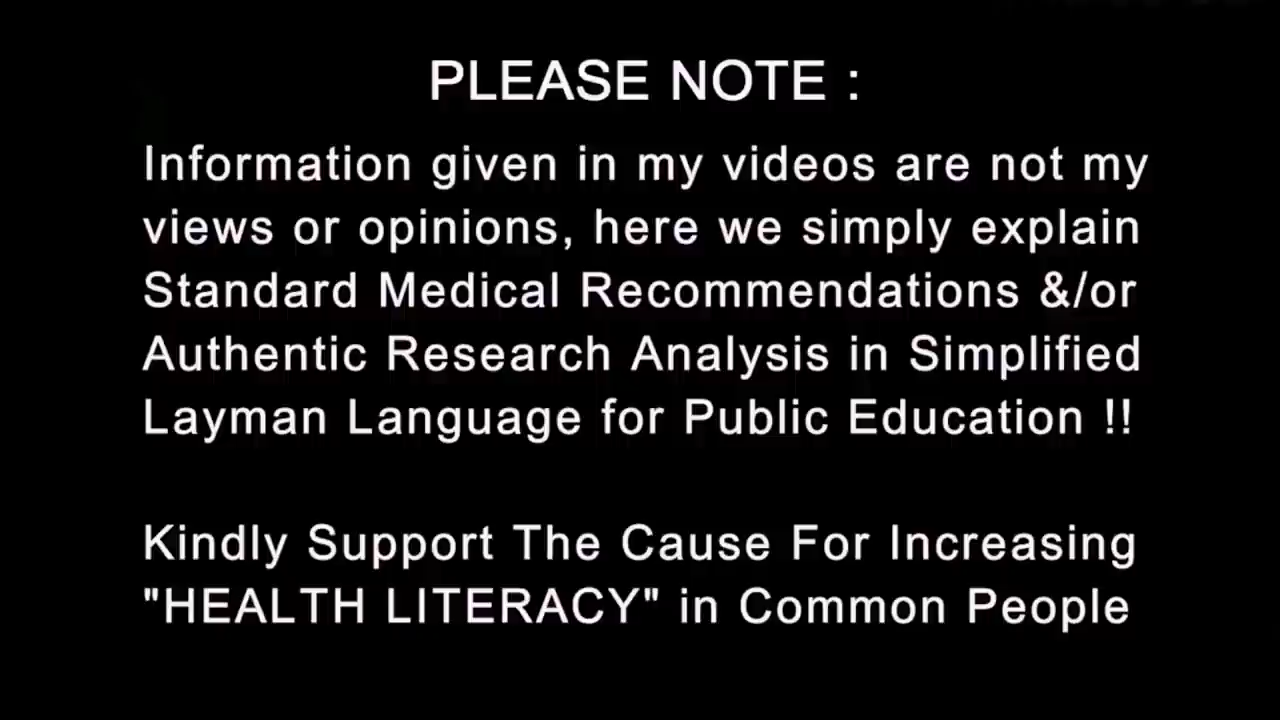 PLEASE NOTE :
Information given in my videos are not my
views or opinions, here we simply explain
Standard Medical Recommendations &/or
Authentic Research Analysis in Simplified
Layman Language for Public Education !!
Kindly Support The Cause For Increasing
"HEALTH LITERACY" in Common People